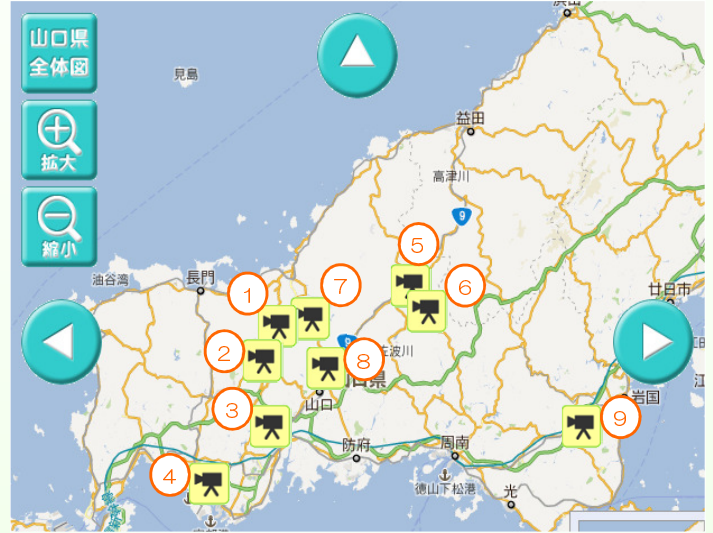 浜田
山口県
全体図
見島
拡大
益田
高津川
9
縮小
5
油谷湾
長門
1
7
6
廿日市
2
9
佐波川
8
山口県
3
山口
岩国
9
防府
周南
4
徳山下松港
光